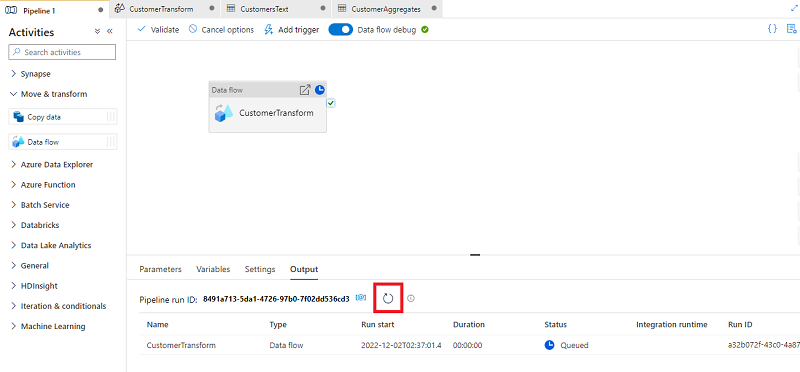 Pipeline 1
CustomerTransform
CustomersText
CustomerAggregates
Activities
Search activities
Synapse
Move & transform
Copy data
Data flow
Azure Data Explorer
Azure Function
Batch Service
Databricks
Data Lake Analytics
General
HDInsight
Iteration & conditionals
Machine Learning
Validate Cancel options Add trigger Data flow debug
Data flow
CustomerTransform
Parameters Variables Settings Output
Pipeline run ID: 8491a713-5da1-4726-97b0-7f02dd536cd3
Name Type Run start Duration Status Integration runtime Run ID
CustomerTransform Data flow 2022-12-02T02:37:01.4 00:00:00 Queued a32b072f-43c0-4a87